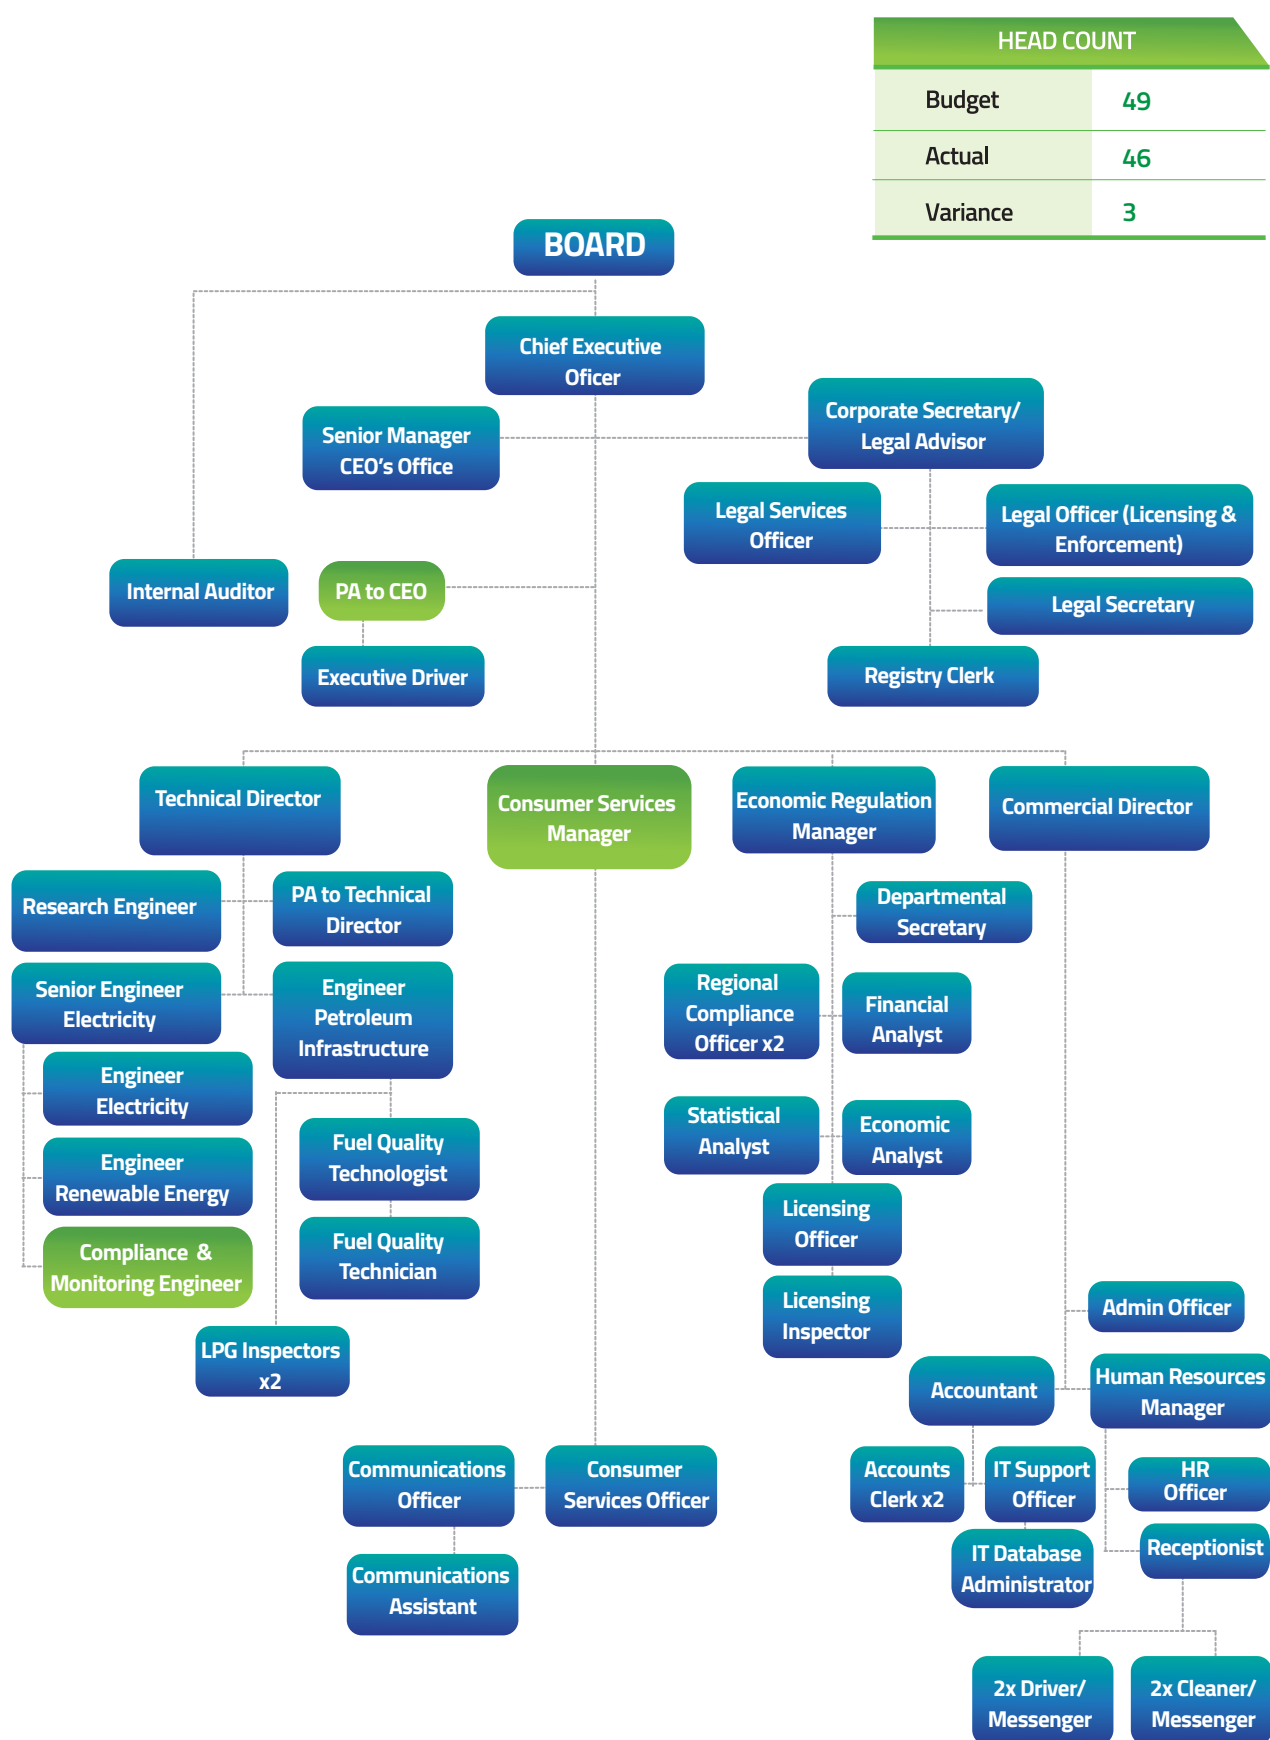 HEAD COUNT
Budget 49
Actual 46
Variance 3
BOARD
Chief Executive
Oficer
Senior Manager
CEO's Office
Corporate Secretary/
Legal Advisor
Legal Services
Officer
Legal Officer (Licensing &
Enforcement)
Internal Auditor
PA to CEO
Legal Secretary
Executive Driver
Registry Clerk
Technical Director
Consumer Services
Manager
Economic Regulation
Manager
Commercial Director
Research Engineer
PA to Technical
Director
Senior Engineer
Electricity
Engineer
Petroleum
Infrastructure
Engineer
Electricity
Engineer
Renewable Energy
Compliance &
Monitoring Engineer
Fuel Quality
Technologist
Fuel Quality
Technician
LPG Inspectors
x2
Departmental
Secretary
Regional
Compliance
Officer x2
Financial
Analyst
Statistical
Analyst
Economic
Analyst
Licensing
Officer
Licensing
Inspector
Admin Officer
Accountant
Human Resources
Manager
Communications
Officer
Consumer
Services Officer
Communications
Assistant
Accounts
Clerk x2
IT Support
Officer
IT Database
Administrator
HR
Officer
Receptionist
2x Driver/
Messenger
2x Cleaner/
Messenger